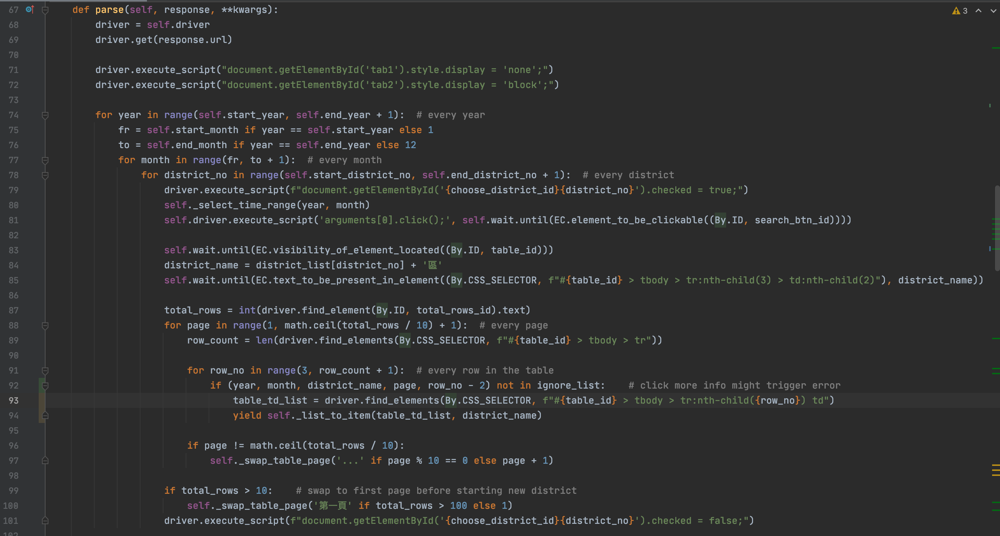 67 def parse(self, response, **kwargs):
3
68 driver = self.driver
69 driver.get(response.url)
70
71 driver.execute_script("document.getElementById('tab1').style.display = 'none';")
72 driver.execute_script("document.getElementById('tab2').style.display = 'block';")
73
74 for year in range(self.start_year, self.end_year + 1):  # every year
75 fr = self.start_month if year == self.start_year else 1
76 to = self.end_month if year == self.end_year else 12
77 for month in range(fr, to + 1):  # every month
78 for district_no in range(self.start_district_no, self.end_district_no + 1):  # every district
79 driver.execute_script(f"document.getElementById('{choose_district_id}{district_no}').checked = true;")
80 self._select_time_range(year, month)
81 self.driver.execute_script('arguments[0].click();', self.wait.until(EC.element_to_be_clickable((By.ID, search_btn_id))))
82
83 self.wait.until(EC.visibility_of_element_located((By.ID, table_id)))
84 district_name = district_list[district_no] + '區'
85 self.wait.until(EC.text_to_be_present_in_element((By.CSS_SELECTOR, f"#{table_id} > tbody > tr:nth-child(3) > td:nth-child(2)"), district_name))
86
87 total_rows = int(driver.find_element(By.ID, total_rows_id).text)
88 for page in range(1, math.ceil(total_rows / 10) + 1):  # every page
89 row_count = len(driver.find_elements(By.CSS_SELECTOR, f"#{table_id} > tbody > tr"))
90
91 for row_no in range(3, row_count + 1):  # every row in the table
92 if (year, month, district_name, page, row_no - 2) not in ignore_list:    # click more info might trigger error
93 table_td_list = driver.find_elements(By.CSS_SELECTOR, f"#{table_id} > tbody > tr:nth-child({row_no}) td")
94 yield self._list_to_item(table_td_list, district_name)
95
96 if page != math.ceil(total_rows / 10):
97 self._swap_table_page('...' if page % 10 == 0 else page + 1)
98
99 if total_rows > 10:    # swap to first page before starting new district
100 self._swap_table_page('第一頁' if total_rows > 100 else 1)
101 driver.execute_script(f"document.getElementById('{choose_district_id}{district_no}').checked = false;")
102